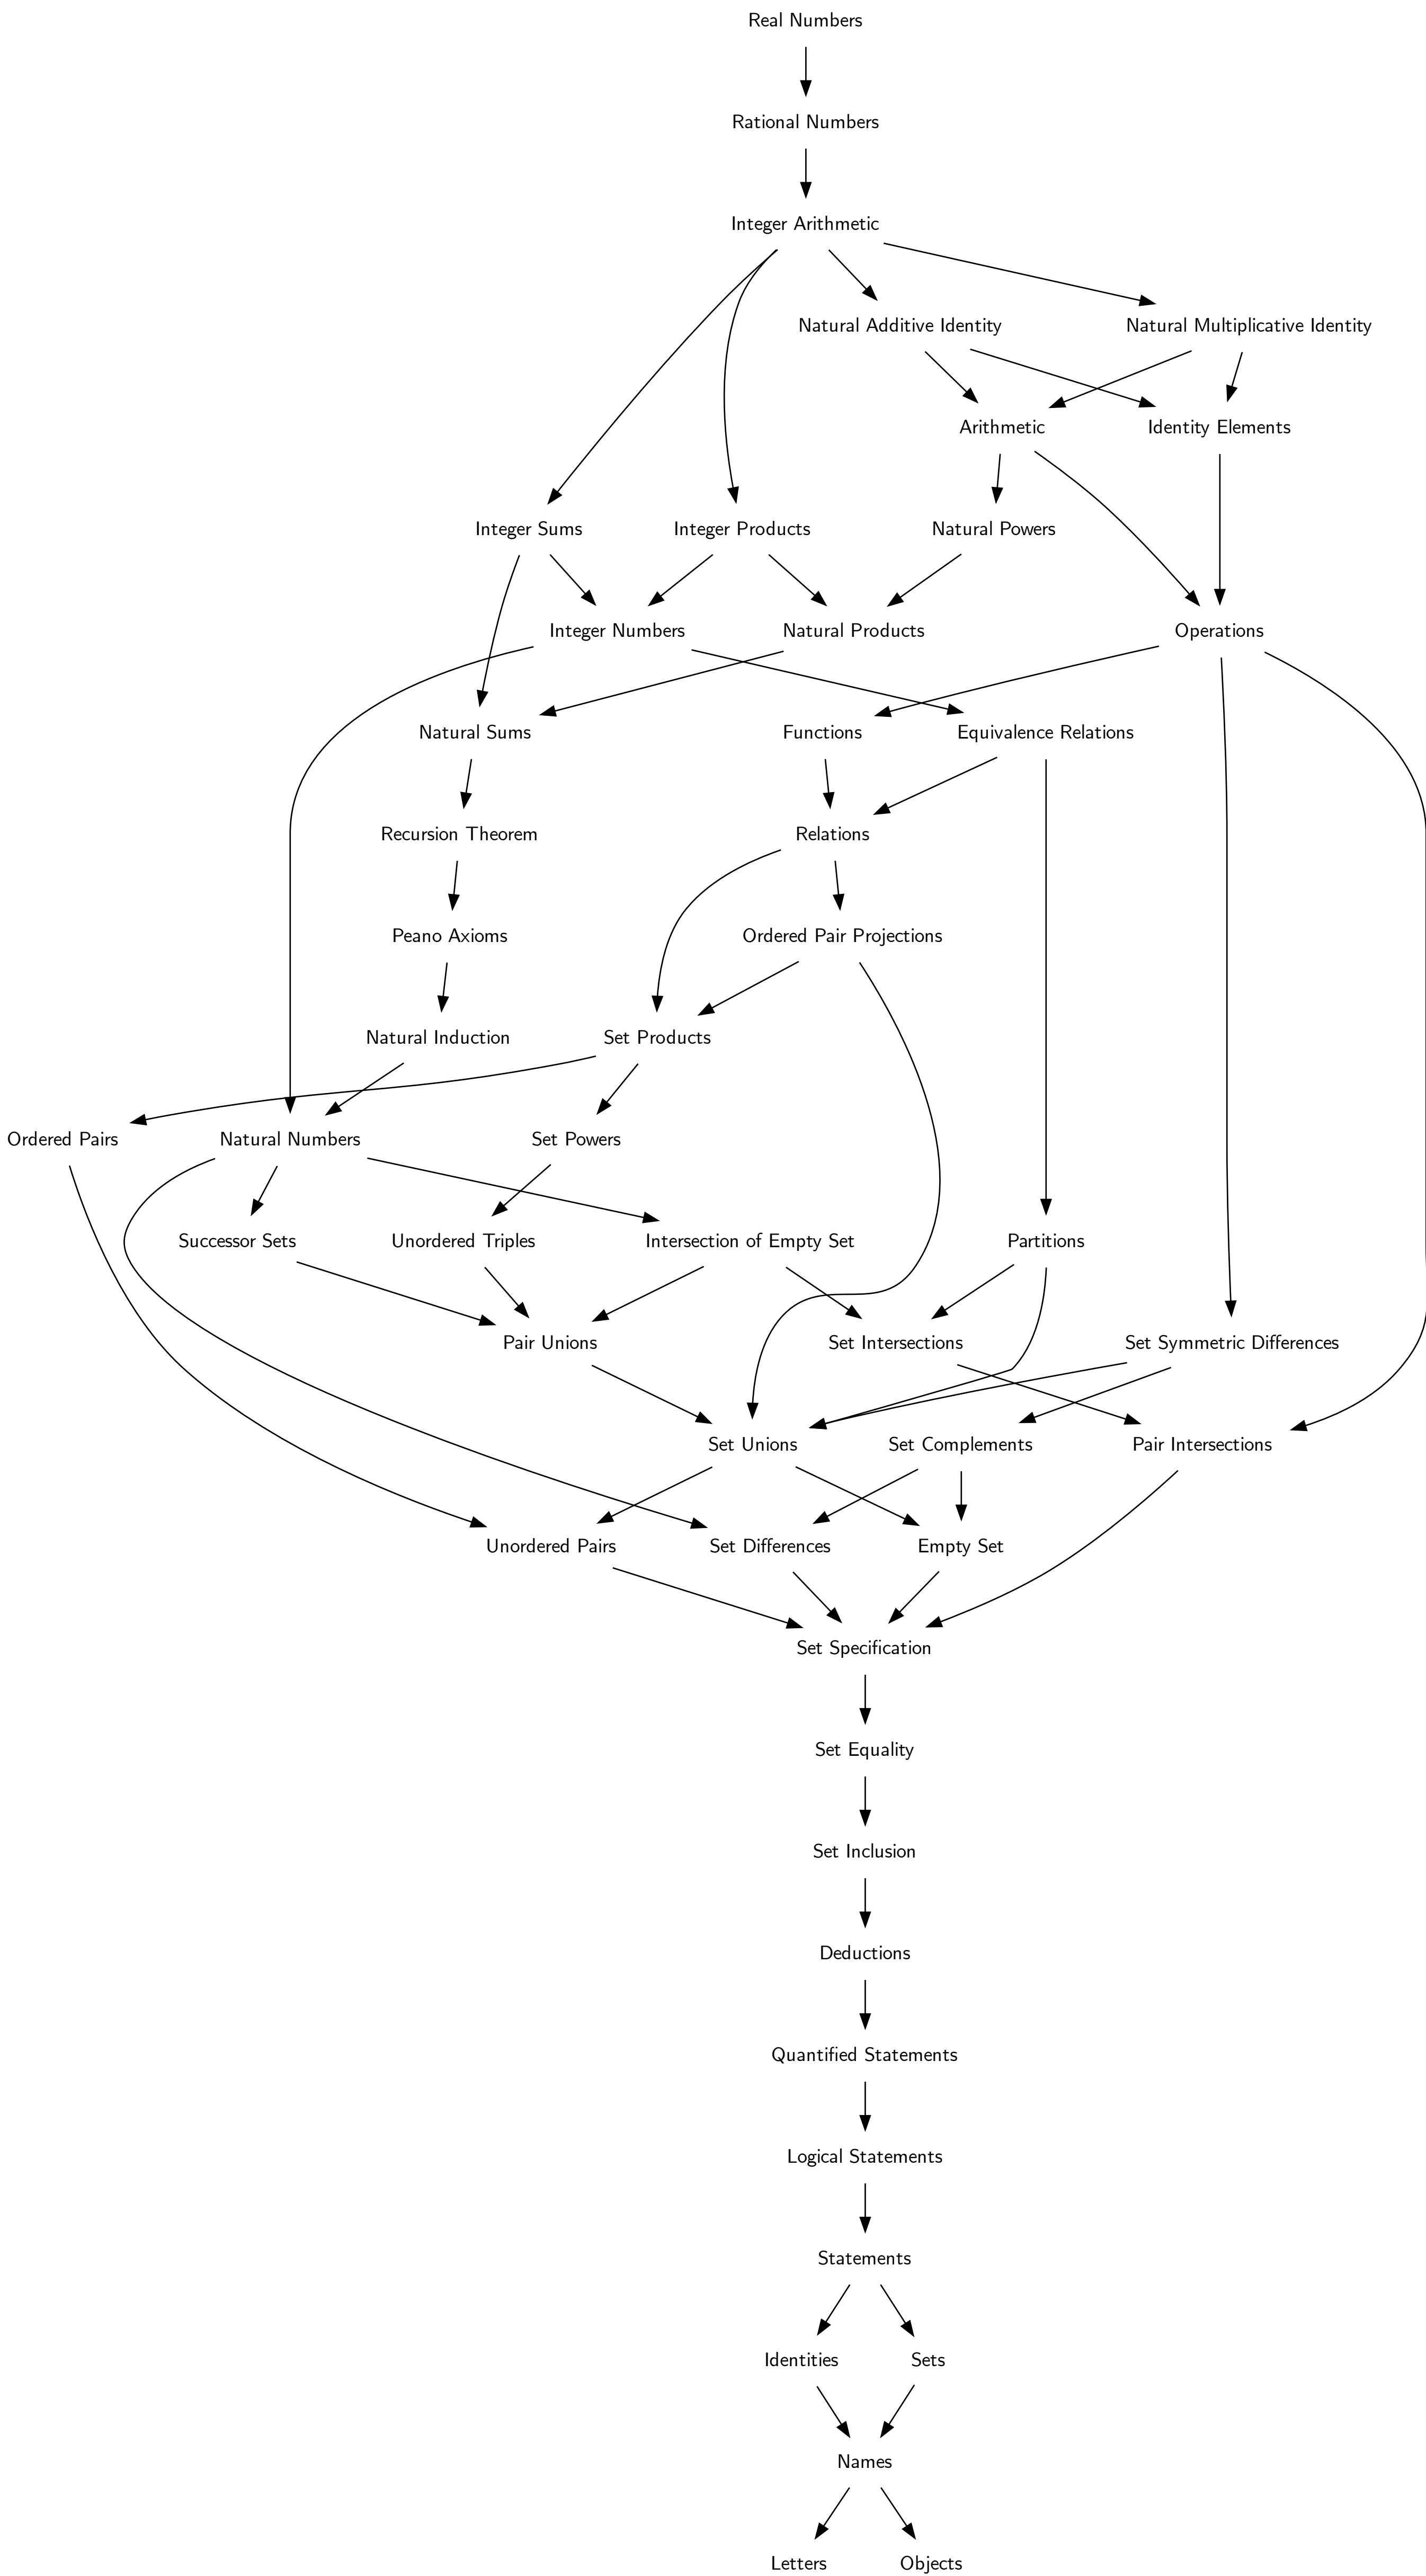 Real Numbers
Rational Numbers
Integer Arithmetic
Natural Additive Identity
Natural Multiplicative Identity
Arithmetic
Identity Elements
Integer Sums
Integer Products
Natural Powers
Integer Numbers
Natural Products
Operations
Natural Sums
Functions
Equivalence Relations
Recursion Theorem
Relations
Peano Axioms
Ordered Pair Projections
Natural Induction
Set Products
Ordered Pairs
Natural Numbers
Set Powers
Successor Sets
Unordered Triples
Intersection of Empty Set
Partitions
Pair Unions
Set Intersections
Set Symmetric Differences
Set Unions
Set Complements
Pair Intersections
Unordered Pairs
Set Differences
Empty Set
Set Specification
Set Equality
Set Inclusion
Deductions
Quantified Statements
Logical Statements
Statements
Identities
Sets
Names
Letters
Objects